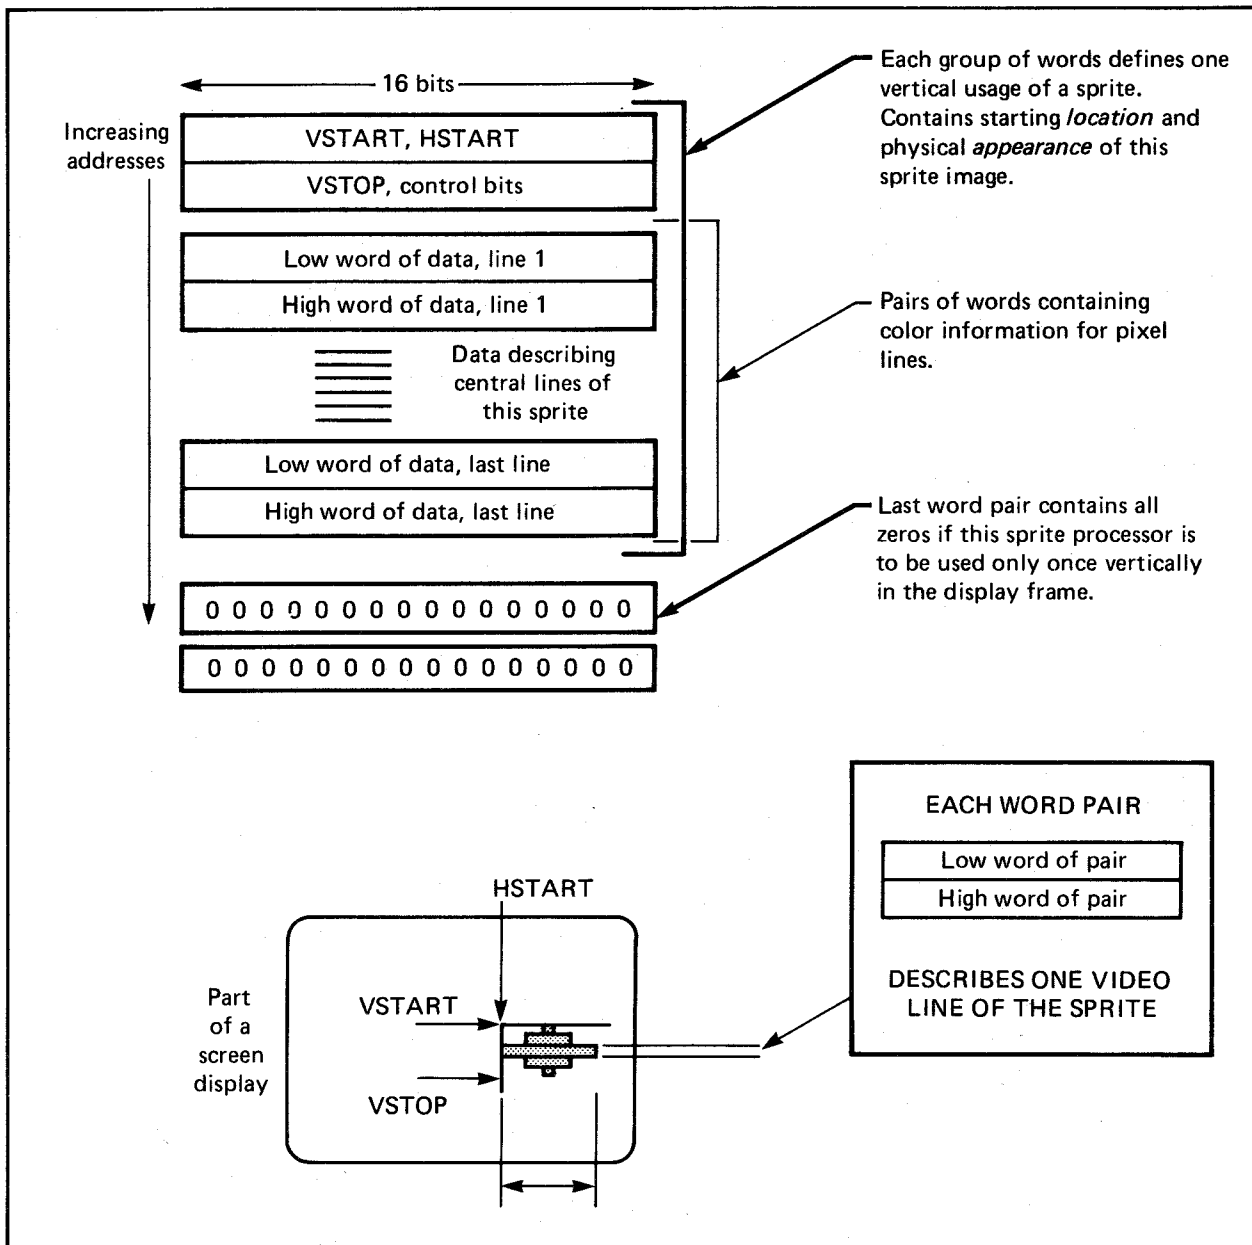 16 bits
Increasing
addresses
VSTART, HSTART
VSTOP, control bits
Low word of data, line 1
High word of data, line 1
Data describing
central lines of
this sprite
Low word of data, last line
High word of data, last line
0 0 0 0 0 0 0 0 0 0 0 0 0 0 0 0
0 0 0 0 0 0 0 0 0 0 0 0 0 0 0 0
Each group of words defines one
vertical usage of a sprite.
Contains starting location and
physical appearance of this
sprite image.
Pairs of words containing
color information for pixel
lines.
Last word pair contains all
zeros if this sprite processor is
to be used only once vertically
in the display frame.
EACH WORD PAIR
Low word of pair
High word of pair
DESCRIBES ONE VIDEO
LINE OF THE SPRITE
HSTART
VSTART
VSTOP
Part
of a
screen
display